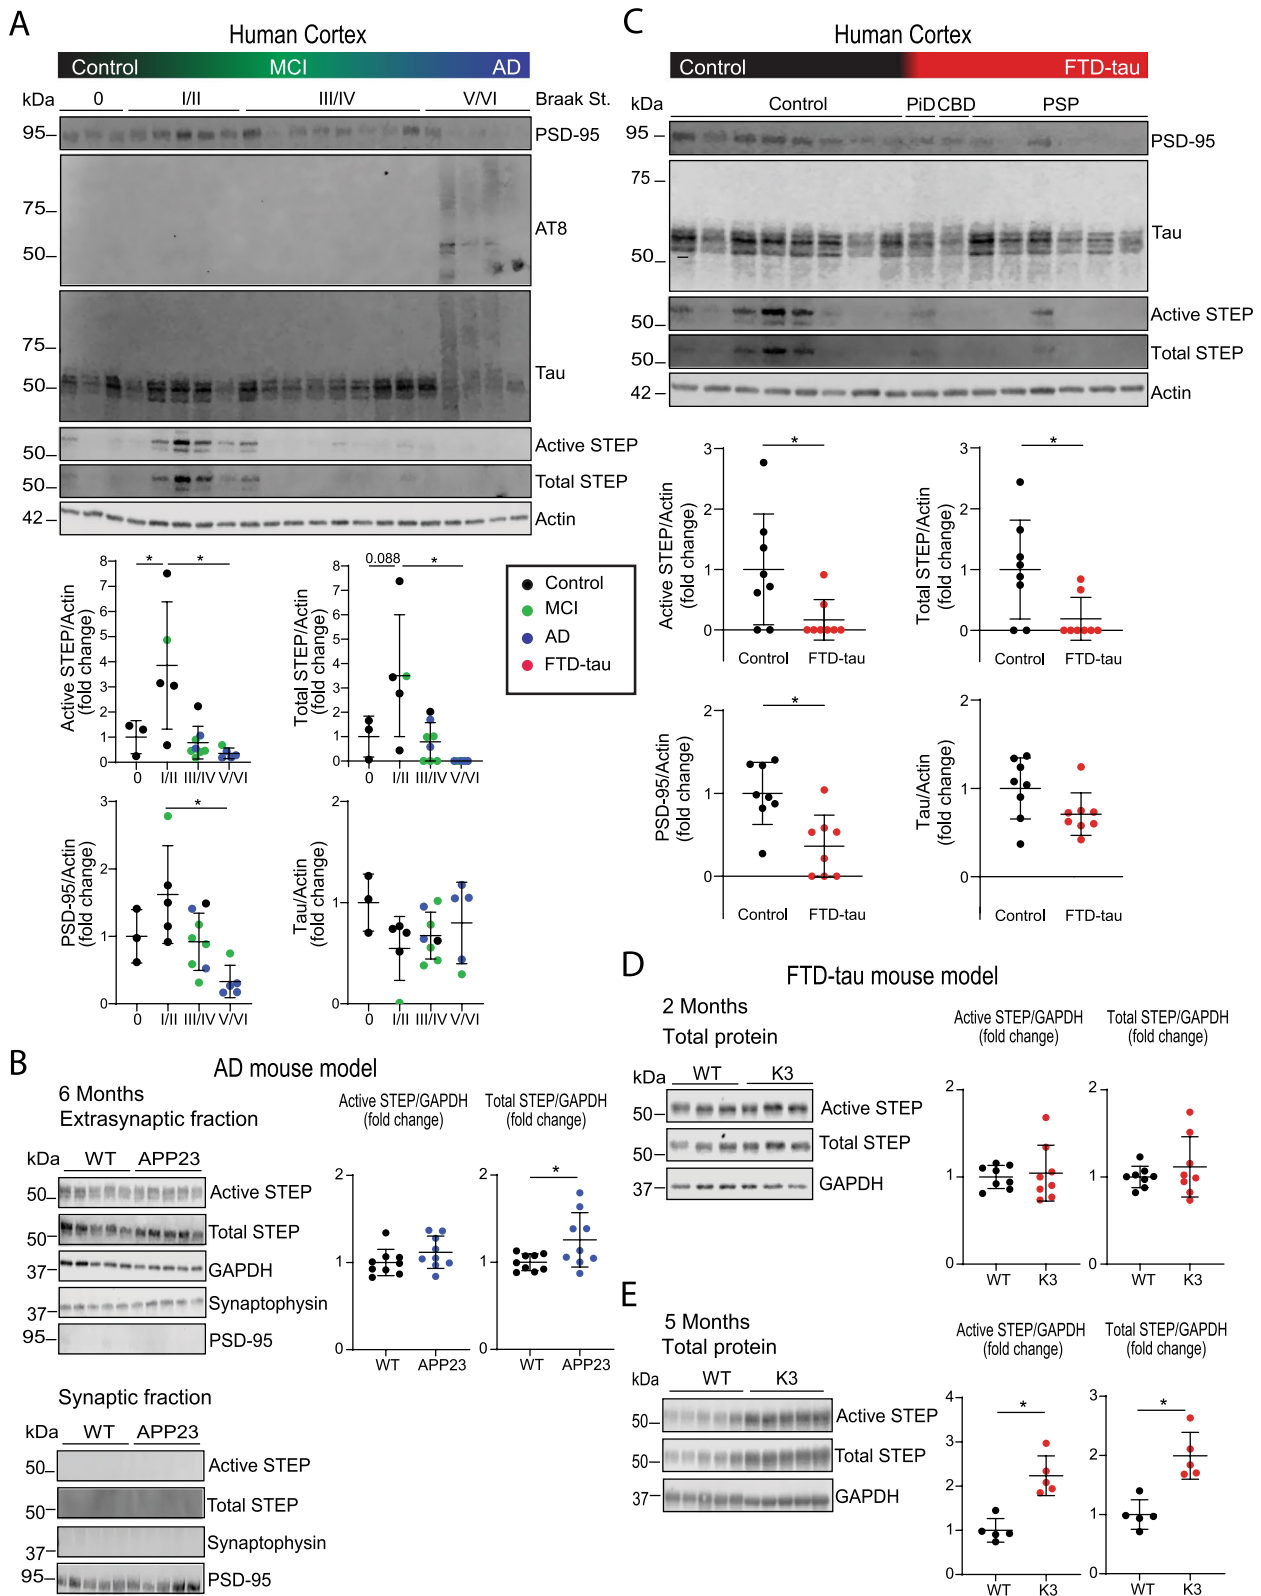 A
Human Cortex
Control MCI AD
kDa 0 I/II III/IV V/VI Braak St.
95 PSD-95
75
AT8
50
75
Tau
50
50 Active STEP
50 Total STEP
42 Actin
Active STEP/Actin
(fold change)
8
7
6
5
4
3
2
1
0
* *
0 I/II III/IV V/VI
Total STEP/Actin
(fold change)
8
7
6
5
4
3
2
1
0
0.088 *
0 I/II III/IV V/VI
Control
MCI
AD
FTD-tau
PSD-95/Actin
(fold change)
3
2
1
0
*
0 I/II III/IV V/VI
Tau/Actin
(fold change)
2
1
0
0 I/II III/IV V/VI
B
AD mouse model
6 Months
Extrasynaptic fraction
kDa WT APP23
50 Active STEP
50 Total STEP
37 GAPDH
37 Synaptophysin
95 PSD-95
Active STEP/GAPDH
(fold change)
2
1
0
WT APP23
Total STEP/GAPDH
(fold change)
2
1
0
*
WT APP23
Synaptic fraction
kDa WT APP23
50 Active STEP
50 Total STEP
37 Synaptophysin
95 PSD-95
C
Human Cortex
Control FTD-tau
kDa Control PiD CBD PSP
95 PSD-95
75
Tau
50
50 Active STEP
50 Total STEP
42 Actin
Active STEP/Actin
(fold change)
3
2
1
0
*
Control FTD-tau
Total STEP/Actin
(fold change)
3
2
1
0
*
Control FTD-tau
PSD-95/Actin
(fold change)
2
1
0
*
Control FTD-tau
Tau/Actin
(fold change)
2
1
0
Control FTD-tau
D
FTD-tau mouse model
2 Months
Total protein
kDa WT K3
50 Active STEP
50 Total STEP
37 GAPDH
Active STEP/GAPDH
(fold change)
2
1
0
WT K3
Total STEP/GAPDH
(fold change)
2
1
0
WT K3
E
5 Months
Total protein
kDa WT K3
50 Active STEP
50 Total STEP
37 GAPDH
Active STEP/GAPDH
(fold change)
4
3
2
1
0
*
WT K3
Total STEP/GAPDH
(fold change)
3
2
1
0
*
WT K3